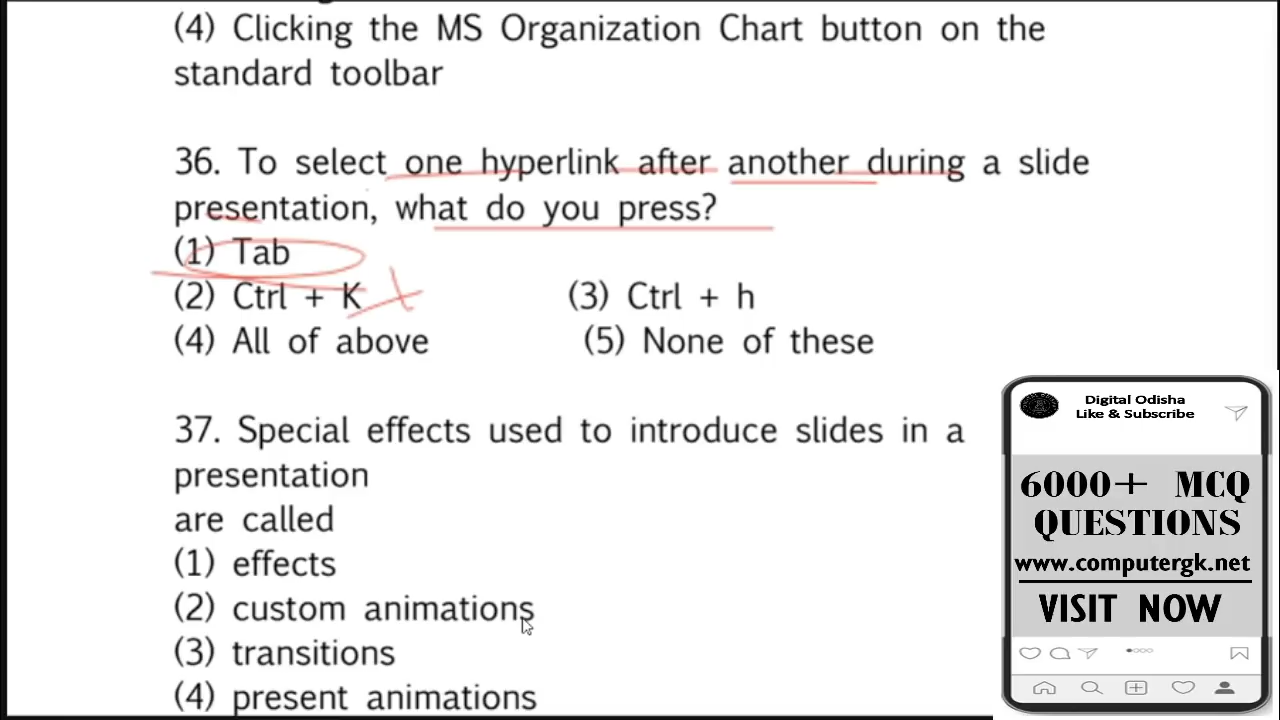 (4) Clicking the MS Organization Chart button on the
standard toolbar
36. To select one hyperlink after another during a slide
presentation, what do you press?
(1) Tab
(2) Ctrl + K (3) Ctrl + h
(4) All of above (5) None of these
37. Special effects used to introduce slides in a
presentation
are called
(1) effects
(2) custom animations
(3) transitions
(4) present animations
Digital Odisha
Like & Subscribe
6000+ MCQ
QUESTIONS
www.computergk.net
VISIT NOW